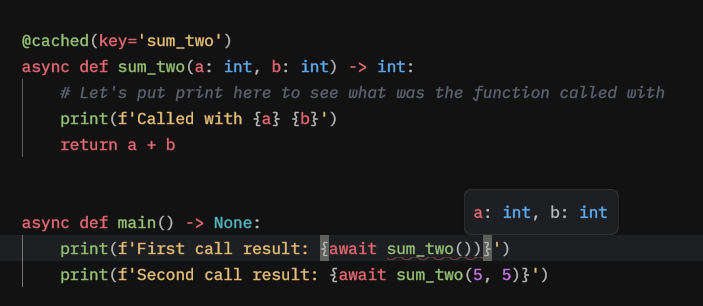 @cached(key='sum_two')
async def sum_two(a: int, b: int) -> int:
    # Let's put print here to see what was the function called with
    print(f'Called with {a} {b}')
    return a + b
a: int, b: int
async def main() -> None:
    print(f'First call result: {await sum_two())}')
    print(f'Second call result: {await sum_two(5, 5)}')